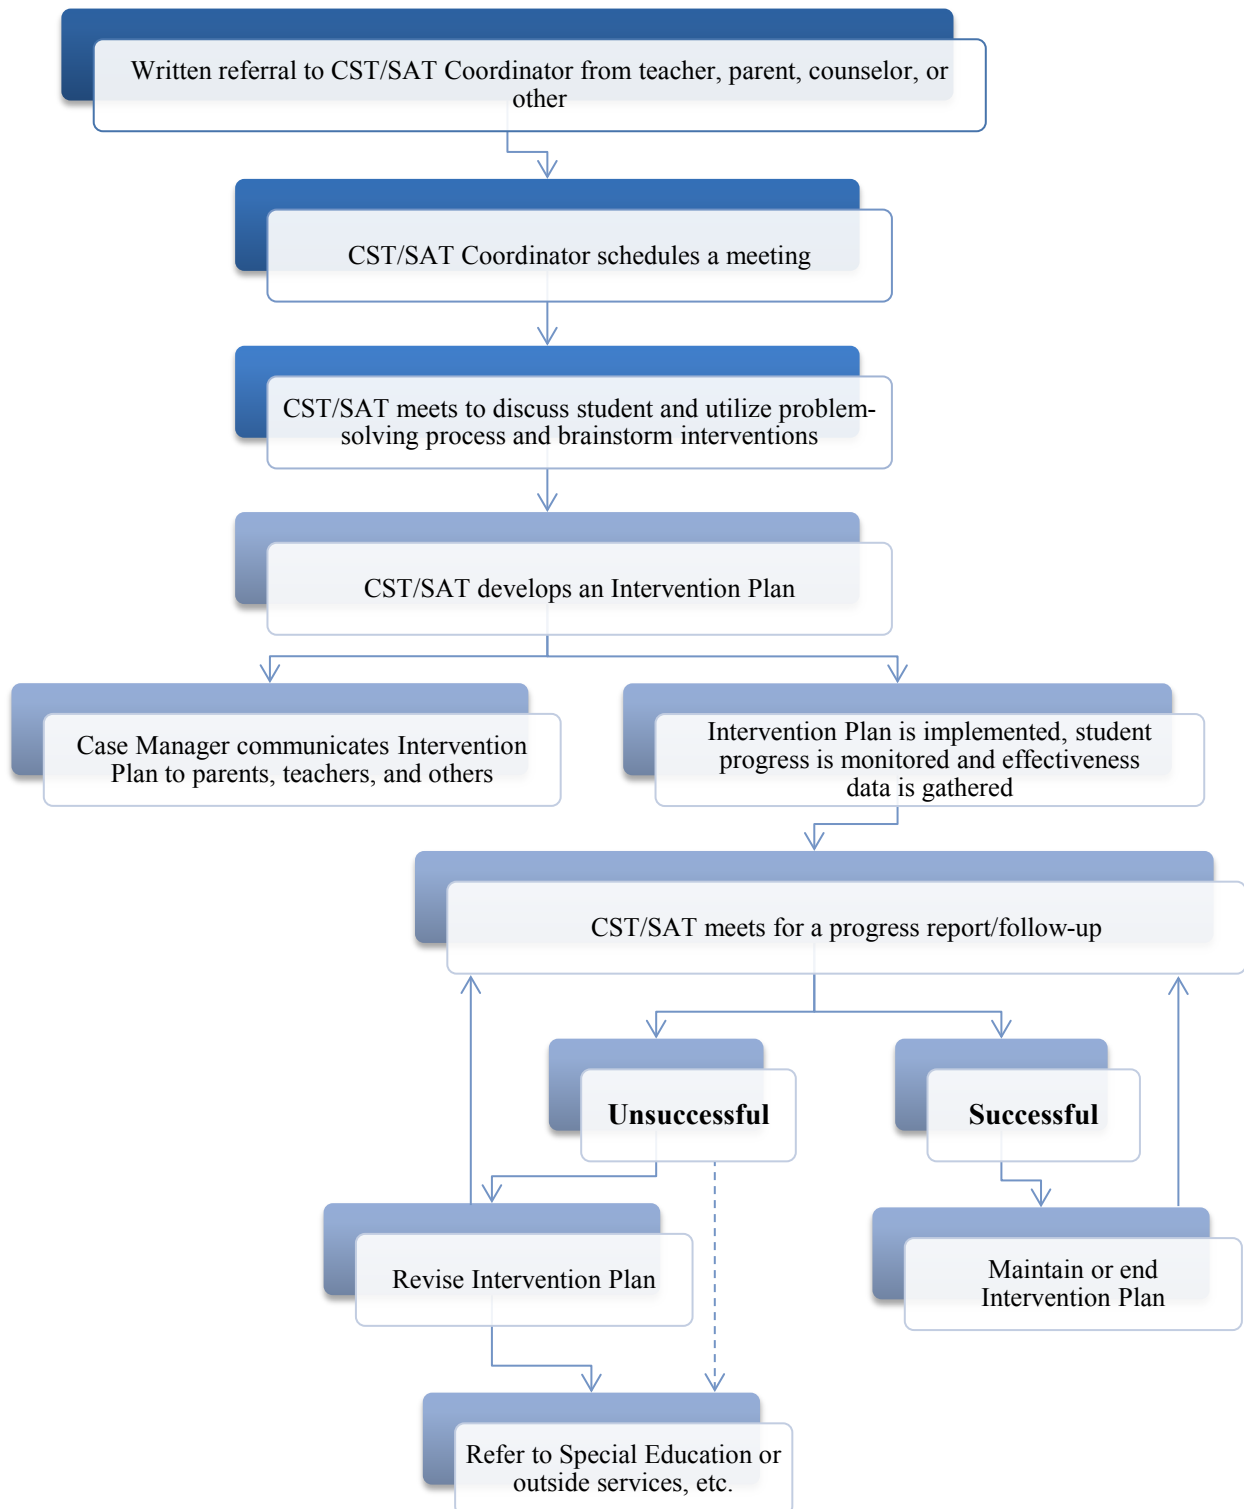 Written referral to CST/SAT Coordinator from teacher, parent, counselor, or
other
CST/SAT Coordinator schedules a meeting
CST/SAT meets to discuss student and utilize problem-
solving process and brainstorm interventions
CST/SAT develops an Intervention Plan
Case Manager communicates Intervention
Plan to parents, teachers, and others
Intervention Plan is implemented, student
progress is monitored and effectiveness
data is gathered
CST/SAT meets for a progress report/follow-up
Unsuccessful
Successful
Revise Intervention Plan
Maintain or end
Intervention Plan
Refer to Special Education or
outside services, etc.